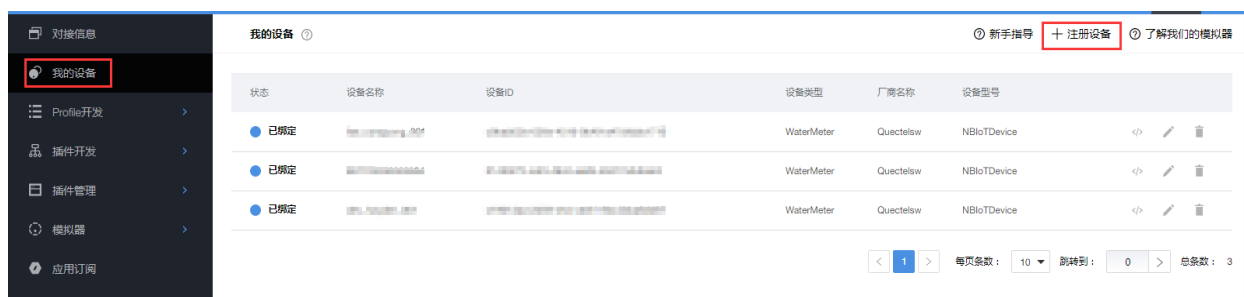 对接信息
我的设备
Profile开发
插件开发
插件管理
模拟器
应用订阅
我的设备
新手指导 注册设备 了解我们的模拟器
状态 设备名称 设备ID 设备类型 厂商名称 设备型号
已绑定 WaterMeter Quectelsw NBIoTDevice
已绑定 WaterMeter Quectelsw NBIoTDevice
已绑定 WaterMeter Quectelsw NBIoTDevice
< 1 > 每页条数： 10 跳转到： 0 > 总条数： 3